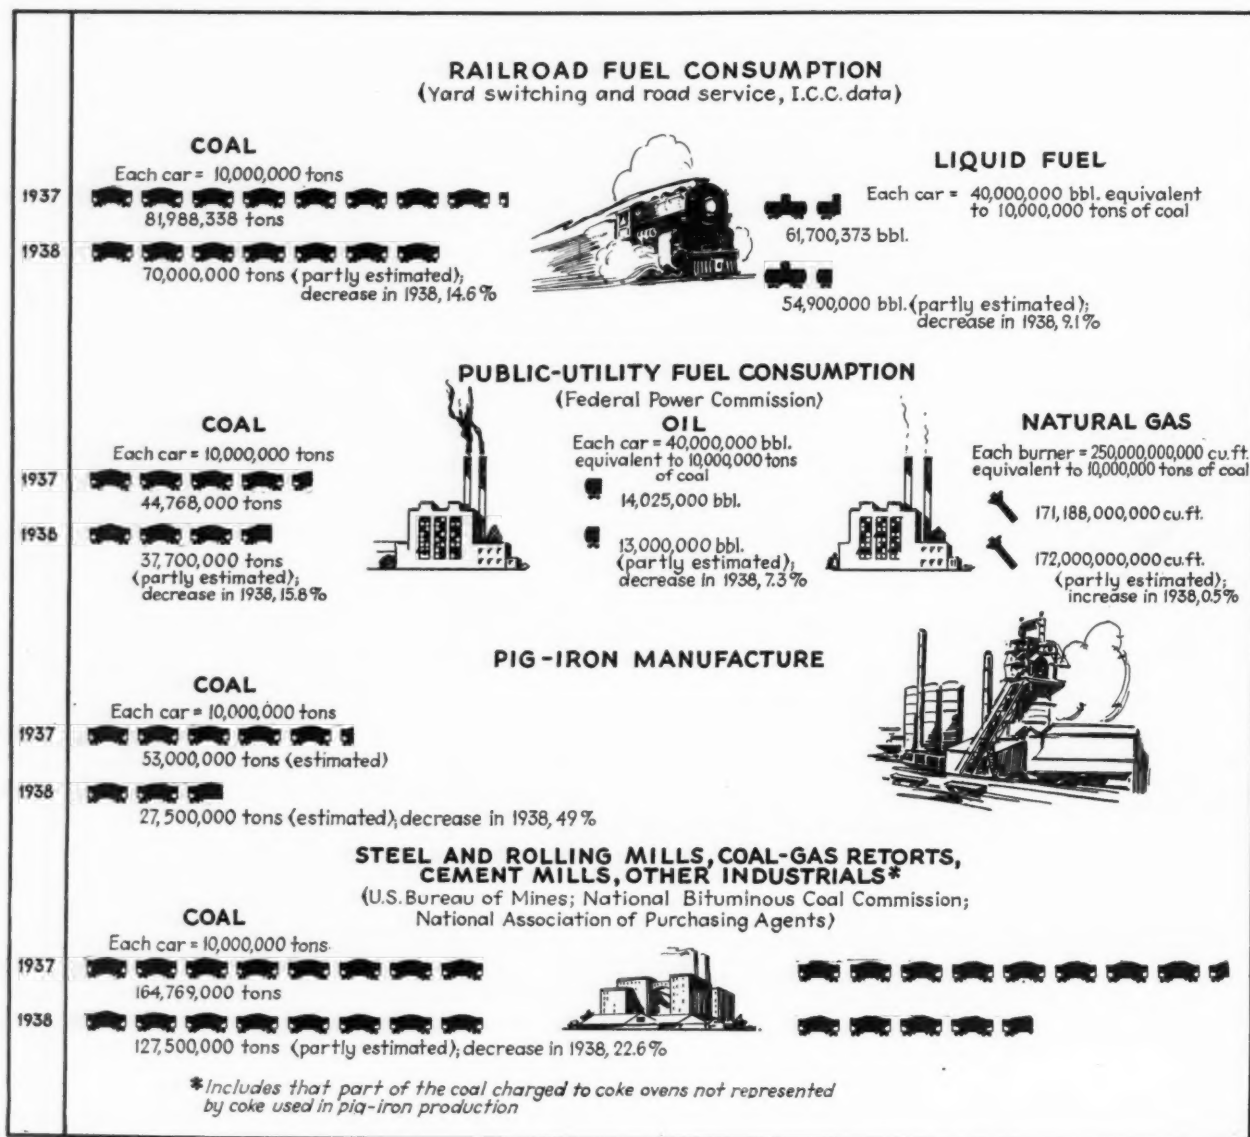 RAILROAD FUEL CONSUMPTION
(Yard switching and road service, I.C.C. data)
COAL
Each car = 10,000,000 tons
1937
81,988,338 tons
1938
70,000.000 tons (partly estimated);
decrease in 1938, 14.6%
LIQUID FUEL
Each car = 40,000,000 bbl. equivalent
to 10,000,000 tons of coal
61,700,373 bbl.
54,900,000 bbl. (partly estimated);
decrease in 1938, 9.1%
PUBLIC-UTILITY FUEL CONSUMPTION
(Federal Power Commission)
COAL
Each car = 10,000,000 tons
1937
44,768,000 tons
1938
37,700,000 tons
(partly estimated);
decrease in 1938, 15.8%
OIL
Each car = 40,000,000 bbl.
equivalent to 10,000,000 tons
of coal
14,025,000 bbl.
13,000,000 bbl.
(partly estimated);
decrease in 1938, 7.3%
NATURAL GAS
Each burner = 250,000,000,000 cu.ft.
equivalent to 10,000,000 tons of coal
171,188,000,000 cu.ft.
172,000,000,000 cu.ft.
(partly estimated);
increase in 1938, 0.5%
PIG-IRON MANUFACTURE
COAL
Each car = 10,000,000 tons
1937
53,000,000 tons (estimated)
1938
27,500,000 tons (estimated); decrease in 1938, 49%
STEEL AND ROLLING MILLS, COAL-GAS RETORTS,
CEMENT MILLS, OTHER INDUSTRIALS*
(U.S. Bureau of Mines; National Bituminous Coal Commission;
National Association of Purchasing Agents)
COAL
Each car = 10,000,000 tons
1937
164,769,000 tons
1938
127,500,000 tons (partly estimated); decrease in 1938, 22.6%
*Includes that part of the coal charged to coke ovens not represented
by coke used in pig-iron production